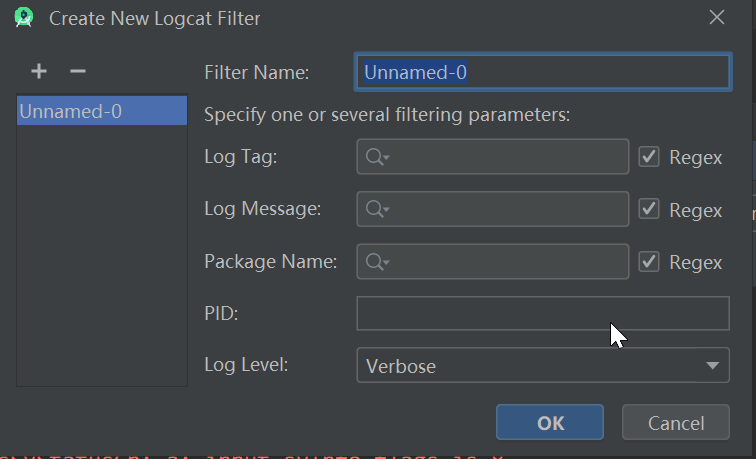 Create New Logcat Filter
Filter Name: Unnamed-0
Unnamed-0
Specify one or several filtering parameters:
Log Tag: Regex
Log Message: Regex
Package Name: Regex
PID:
Log Level: Verbose
OK Cancel